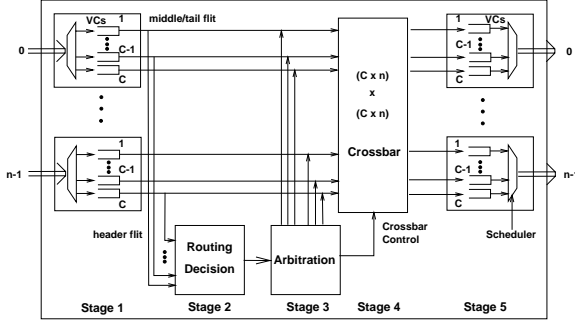 VCs
1
C-1
C
0
middle/tail flit
(C x n)
x
(C x n)
Crossbar
1
VCs
C-1
C
0
1
C-1
C
n-1
header flit
Routing
Decision
Arbitration
Crossbar
Control
1
C-1
C
n-
Scheduler
Stage 1
Stage 2
Stage 3
Stage 4
Stage 5